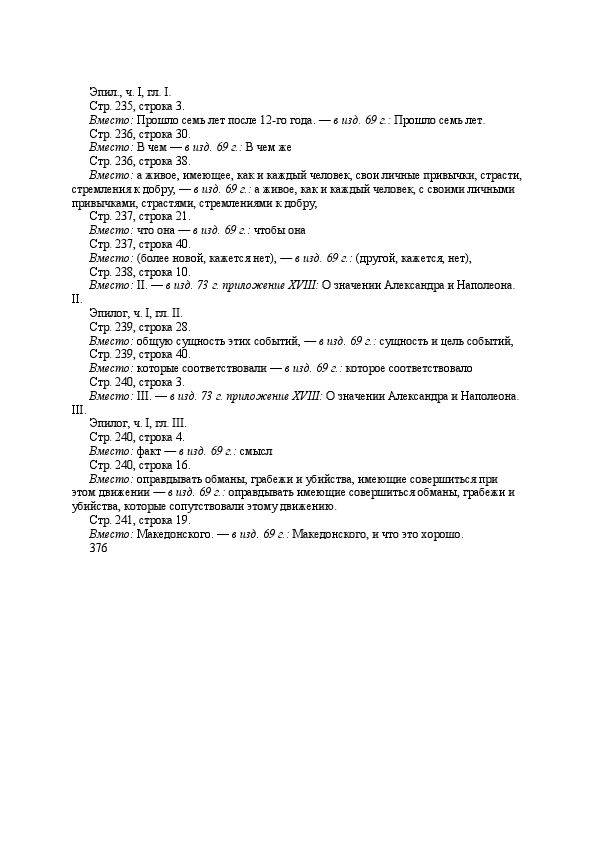 Эпил., ч. I, гл. I.
Стр. 235, строка 3.
Вместо: Прошло семь лет после 12-го года. — в изд. 69 г.: Прошло семь лет.
Стр. 236, строка 30.
Вместо: В чем — в изд. 69 г.: В чем же
Стр. 236, строка 38.
Вместо: а живое, имеющее, как и каждый человек, свои личные привычки, страсти,
стремления к добру, — в изд. 69 г.: а живое, как и каждый человек, с своими личными
привычками, страстями, стремлениями к добру,
Стр. 237, строка 21.
Вместо: что она — в изд. 69 г.: чтобы она
Стр. 237, строка 40.
Вместо: (более новой, кажется нет), — в изд. 69 г.: (другой, кажется, нет),
Стр. 238, строка 10.
Вместо: II. — в изд. 73 г. приложение XVIII: О значении Александра и Наполеона.
II.
Эпилог, ч. I, гл. II.
Стр. 239, строка 28.
Вместо: общую сущность этих событий, — в изд. 69 г.: сущность и цель событий,
Стр. 239, строка 40.
Вместо: которые соответствовали — в изд. 69 г.: которое соответствовало
Стр. 240, строка 3.
Вместо: III. — в изд. 73 г. приложение XVIII: О значении Александра и Наполеона.
III.
Эпилог, ч. I, гл. III.
Стр. 240, строка 4.
Вместо: факт — в изд. 69 г.: смысл
Стр. 240, строка 16.
Вместо: оправдывать обманы, грабежи и убийства, имеющие совершиться при
этом движении — в изд. 69 г.: оправдывать имеющие совершиться обманы, грабежи и
убийства, которые сопутствовали этому движению.
Стр. 241, строка 19.
Вместо: Македонского. — в изд. 69 г.: Македонского, и что это хорошо.
376